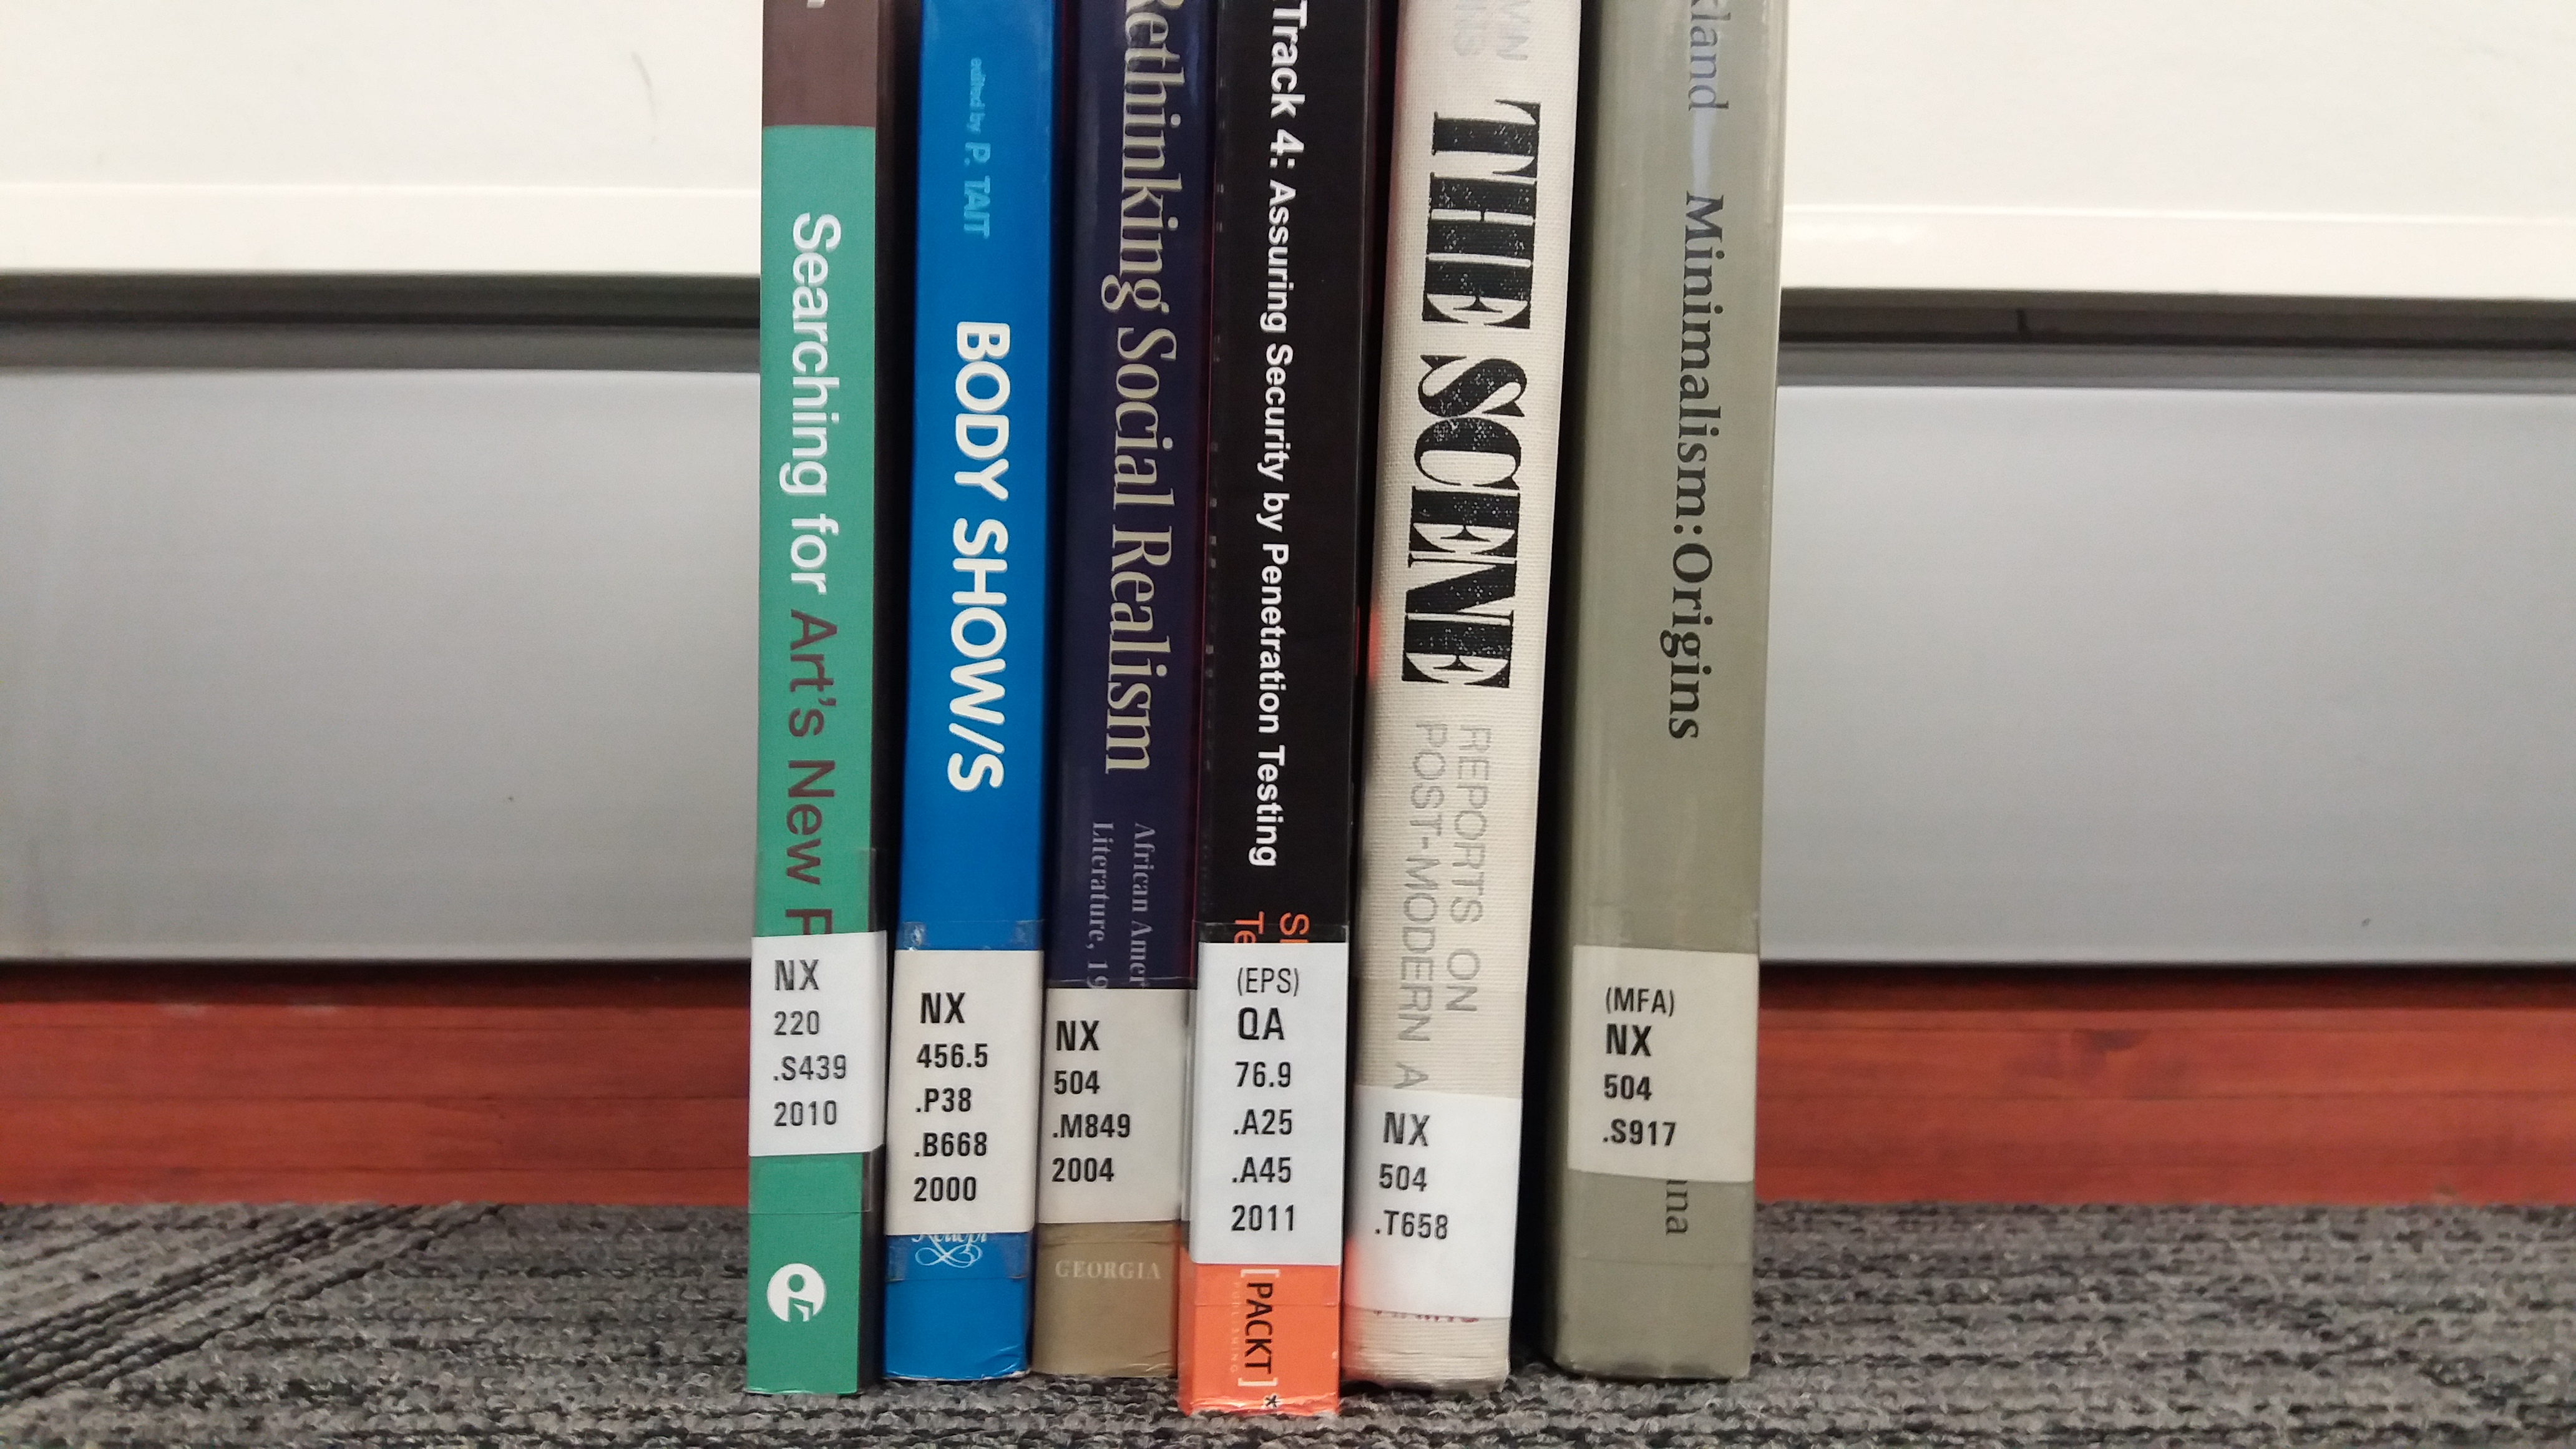 Searching for Art's New
NX
220
.S439
2010
edited by P. TAIT
BODY SHOW/S
NX
456.5
.P38
.B668
2000
Rethinking Social Realism
African Amer
Literature, 19
NX
504
.M849
2004
GEORGIA
Track 4: Assuring Security by Penetration Testing
(EPS)
QA
76.9
.A25
.A45
2011
[PACKT]
PUBLISHING
THE SCENE
REPORTS ON
POST-MODERN A
NX
504
.T658
Minimalism:Origins
(MFA)
NX
504
.S917